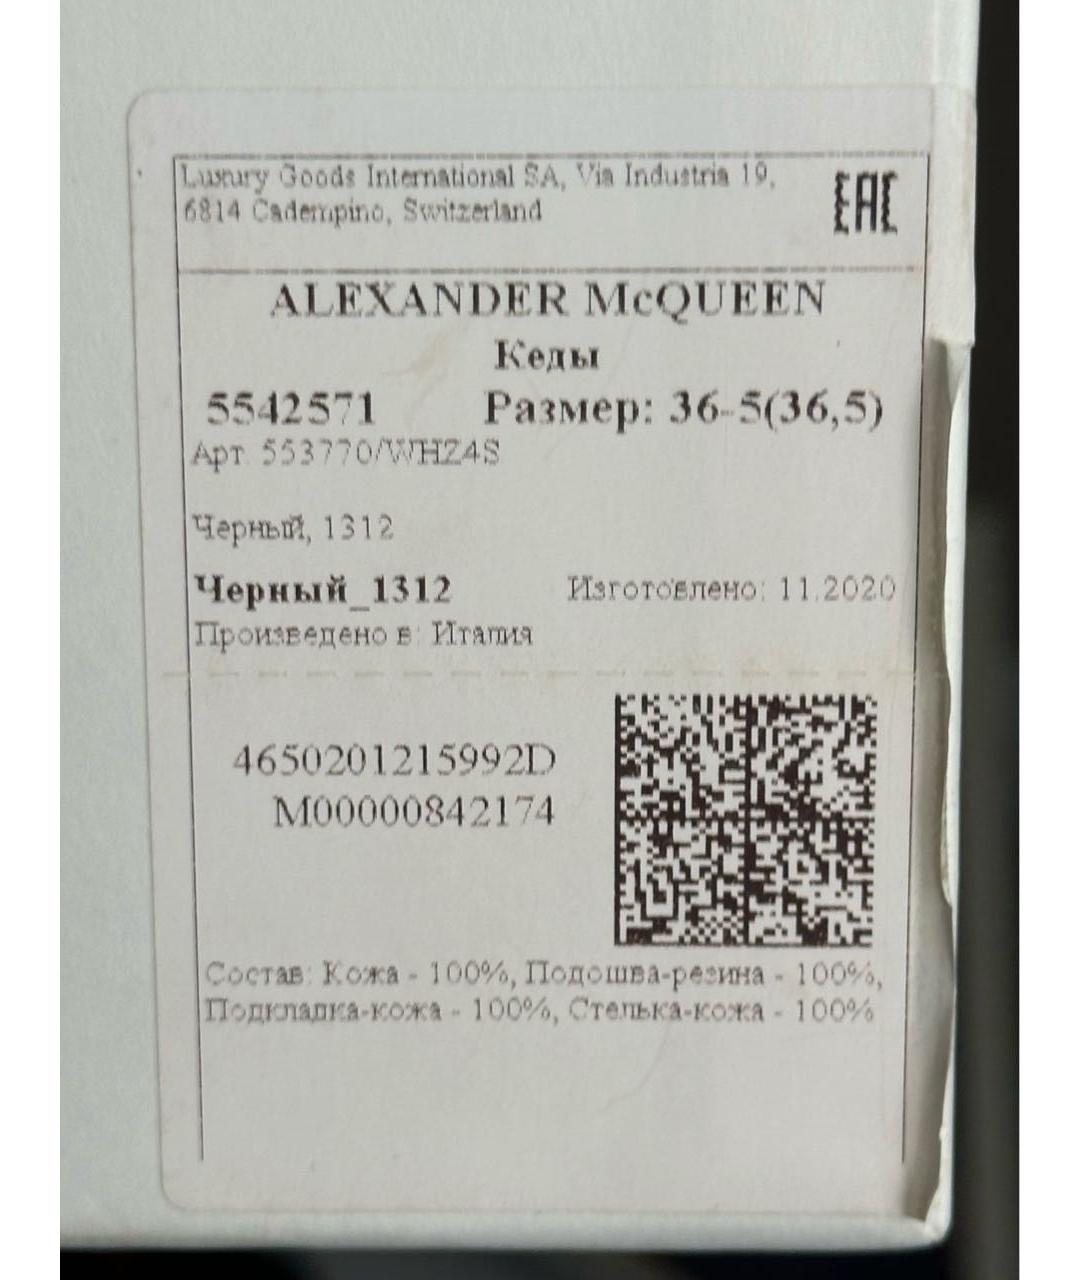 Luxury Goods International SA, Via Industria 19,
6814 Cadempino, Switzerland
EAC
ALEXANDER McQUEEN
Кеды
5542571 Размер: 36-5(36,5)
Арт. 553770/WHZ4S
Черный, 1312
Черный_1312 Изготовлено: 11.2020
Произведено в: Италия
4650201215992D
M00000842174
Состав: Кожа - 100%, Подошва-резина - 100%,
Подкладка-кожа - 100%, Стелька-кожа - 100%